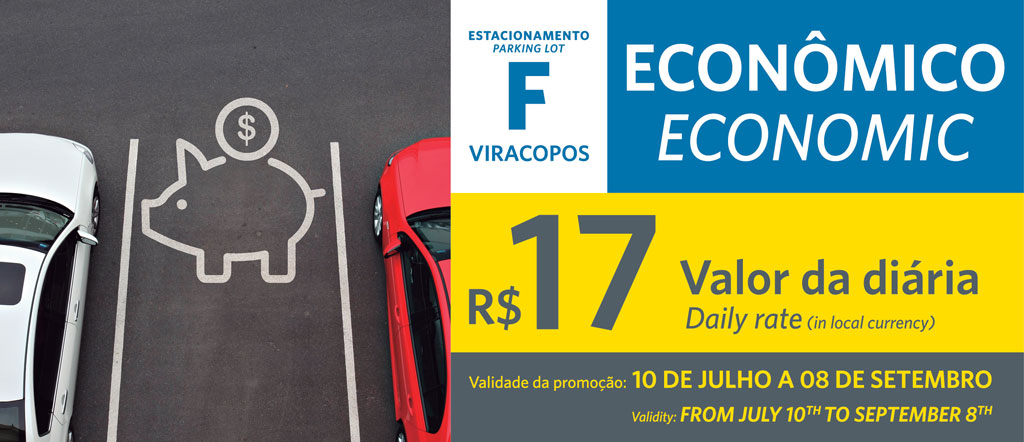 $
ESTACIONAMENTO
PARKING LOT
F
VIRACOPOS
ECONÔMICO
ECONOMIC
R$ 17
Valor da diária
Daily rate (in local currency)
Validade da promoção: 10 DE JULHO A 08 DE SETEMBRO
Validity: FROM JULY 10TH TO SEPTEMBER 8TH